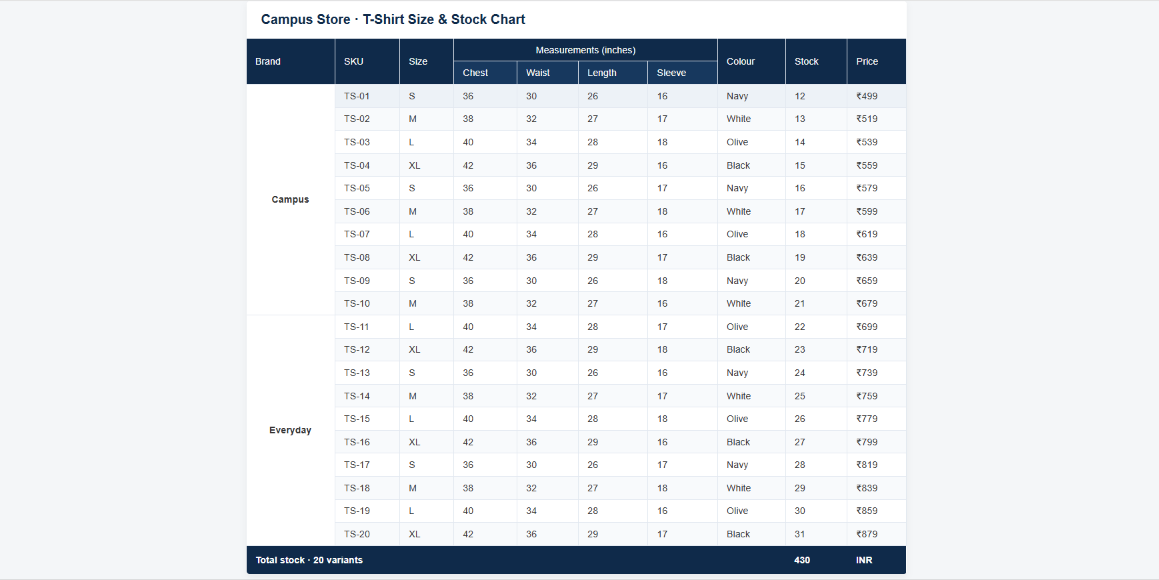 Campus Store · T-Shirt Size & Stock Chart
Brand SKU Size Measurements (inches) Colour Stock Price
Chest Waist Length Sleeve
Campus
TS-01 S 36 30 26 16 Navy 12 ₹499
TS-02 M 38 32 27 17 White 13 ₹519
TS-03 L 40 34 28 18 Olive 14 ₹539
TS-04 XL 42 36 29 16 Black 15 ₹559
TS-05 S 36 30 26 17 Navy 16 ₹579
TS-06 M 38 32 27 18 White 17 ₹599
TS-07 L 40 34 28 16 Olive 18 ₹619
TS-08 XL 42 36 29 17 Black 19 ₹639
TS-09 S 36 30 26 18 Navy 20 ₹659
TS-10 M 38 32 27 16 White 21 ₹679
Everyday
TS-11 L 40 34 28 17 Olive 22 ₹699
TS-12 XL 42 36 29 18 Black 23 ₹719
TS-13 S 36 30 26 16 Navy 24 ₹739
TS-14 M 38 32 27 17 White 25 ₹759
TS-15 L 40 34 28 18 Olive 26 ₹779
TS-16 XL 42 36 29 16 Black 27 ₹799
TS-17 S 36 30 26 17 Navy 28 ₹819
TS-18 M 38 32 27 18 White 29 ₹839
TS-19 L 40 34 28 16 Olive 30 ₹859
TS-20 XL 42 36 29 17 Black 31 ₹879
Total stock · 20 variants 430 INR